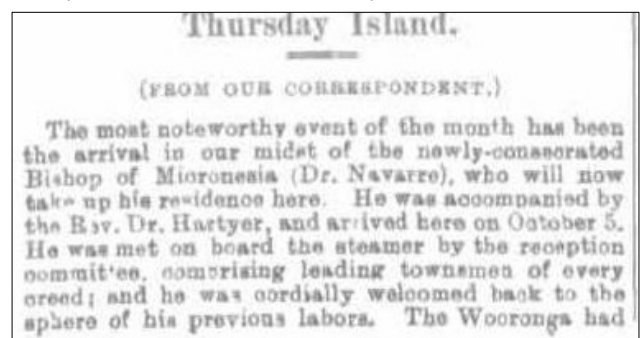 Thursday Island.
(FROM OUR CORRESPONDENT.)
The most noteworthy event of the month has been
the arrival in our midst of the newly-consecrated
Bishop of Micronesia (Dr. Navarre), who will now
take up his residence here. He was accompanied by
the Rev. Dr. Hartyer, and arrived here on October 5.
He was met on board the steamer by the reception
committee, comprising leading townsmen of every
creed; and he was cordially welcomed back to the
sphere of his previous labors. The Wooronga had